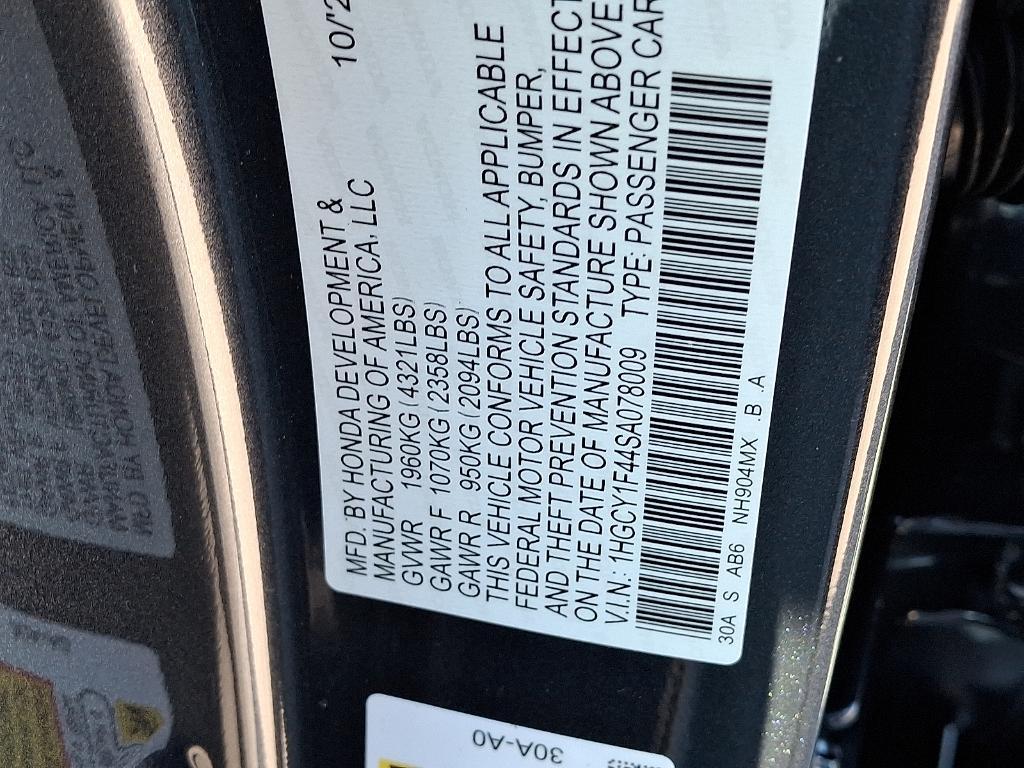 10/'2
MFD. BY HONDA DEVELOPMENT &
MANUFACTURING OF AMERICA, LLC
GVWR 1960KG (4321LBS)
GAWR F 1070KG (2358LBS)
GAWR R 950KG (2094LBS)
THIS VEHICLE CONFORMS TO ALL APPLICABLE
FEDERAL MOTOR VEHICLE SAFETY, BUMPER,
AND THEFT PREVENTION STANDARDS IN EFFECT
ON THE DATE OF MANUFACTURE SHOWN ABOVE
V.I.N.: 1HGCY1F44SA078009 TYPE: PASSENGER CAR
30A S AB6 NH904MX .B .A
30A-A0